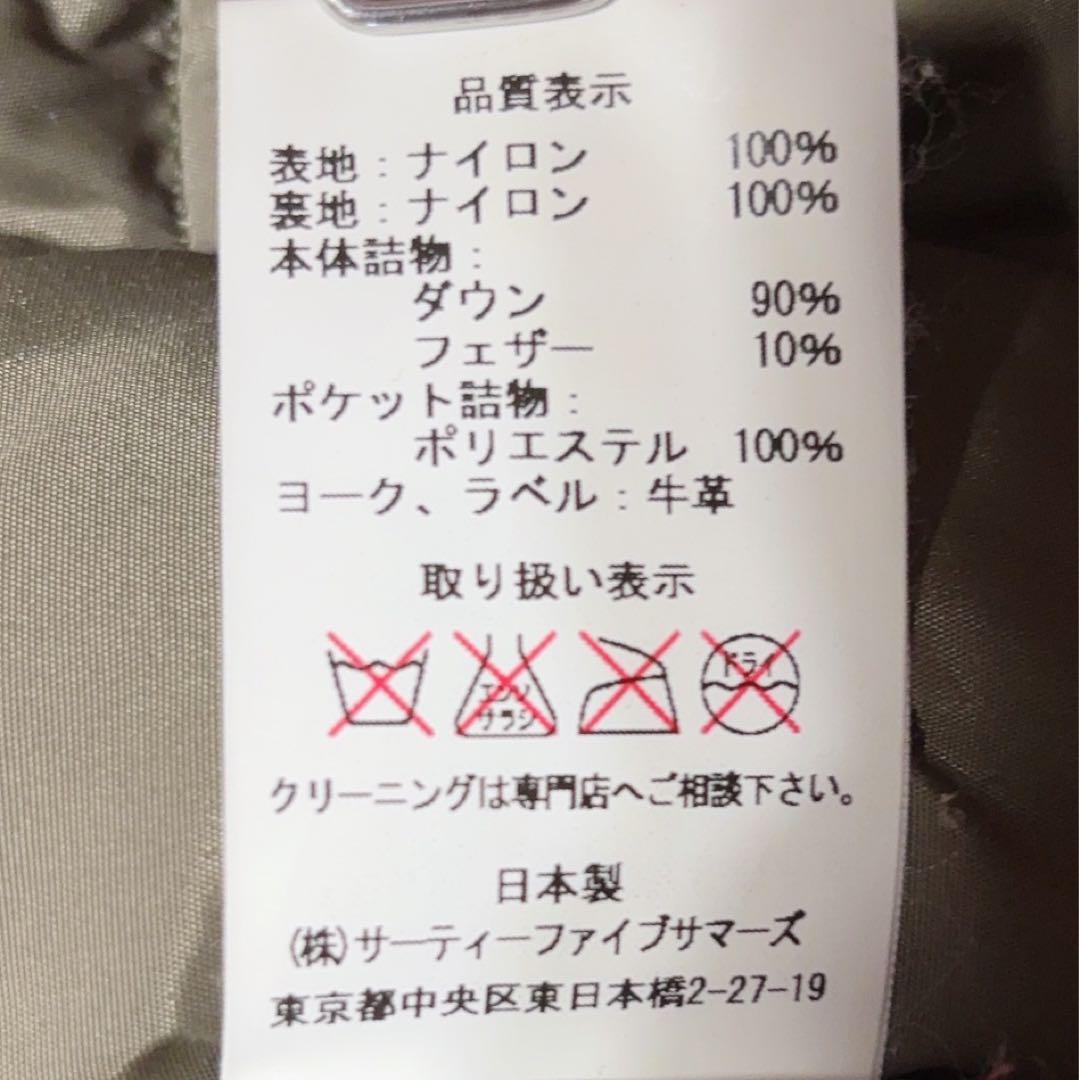 品質表示
表地：ナイロン 100%
裏地：ナイロン 100%
本体詰物：
ダウン 90%
フェザー 10%
ポケット詰物：
ポリエステル 100%
ヨーク、ラベル：牛革
取り扱い表示
エンソ
サラシ
ドライ
クリーニングは専門店へご相談下さい。
日本製
(株)サーティーファイブサマーズ
東京都中央区東日本橋2-27-19